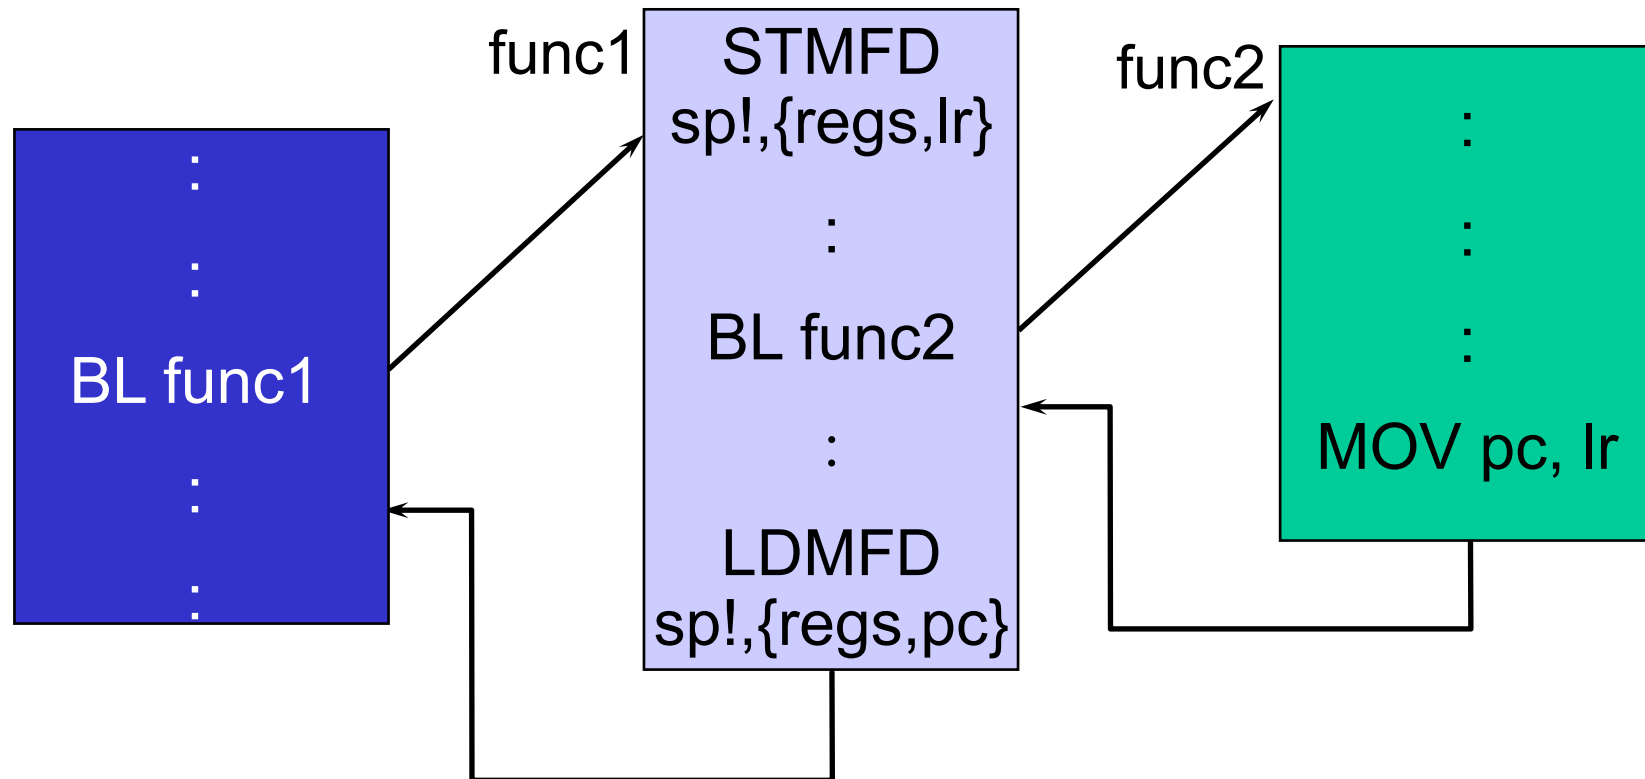 :
:
BL func1
:
:
func1
STMFD
sp!,{regs,lr}
:
BL func2
:
LDMFD
sp!,{regs,pc}
func2
:
:
:
MOV pc, lr